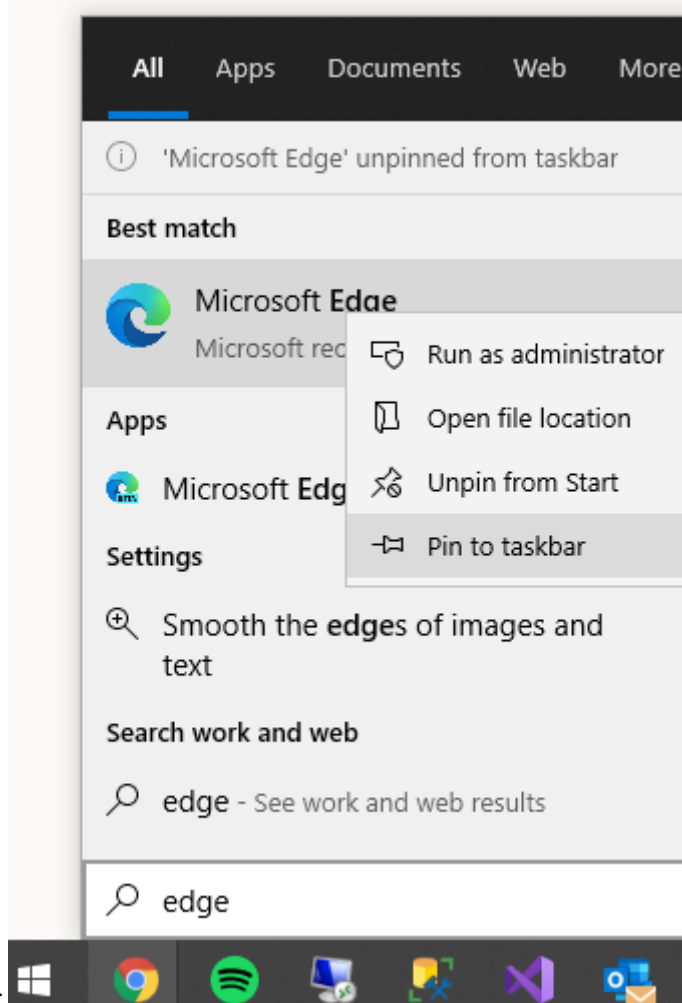 All Apps Documents Web More
'Microsoft Edge' unpinned from taskbar
Best match
Microsoft Edge
Microsoft
Run as administrator
Apps
Open file location
Microsoft
Unpin from Start
Settings
Pin to taskbar
Smooth the edges of images and
text
Search work and web
edge - See work and web results
edge